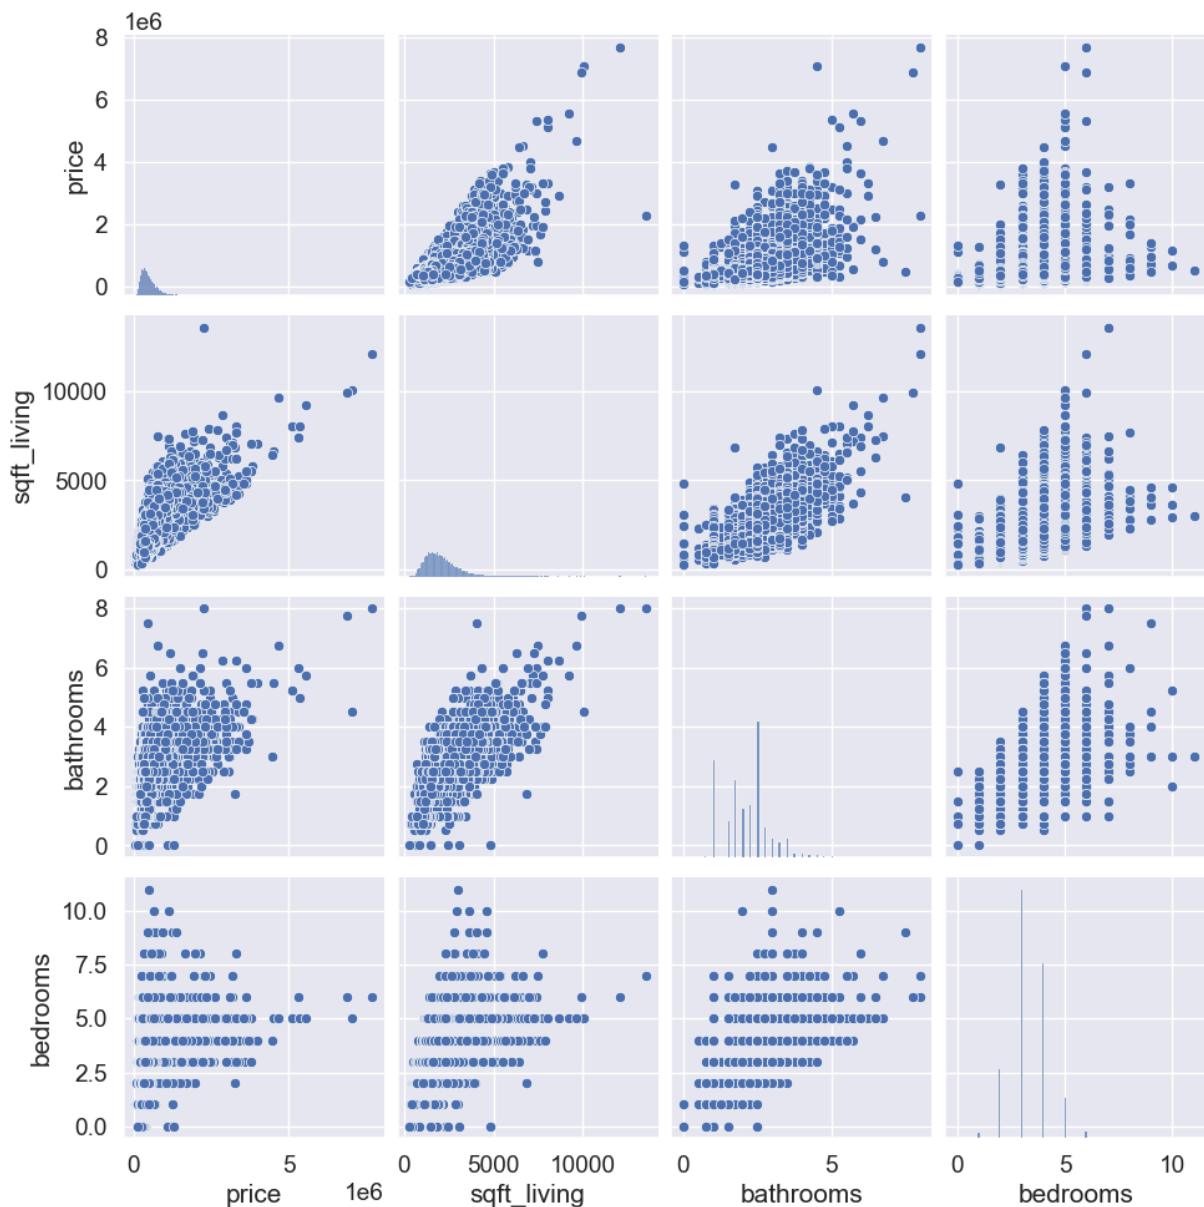 1e6
8
6
4
2
0
price
10000
5000
0
sqft_living
8
6
4
2
0
bathrooms
10.0
7.5
5.0
2.5
0.0
bedrooms
0 5 0 5000 10000 0 5 0 5 10
price 1e6 sqft_living bathrooms bedrooms